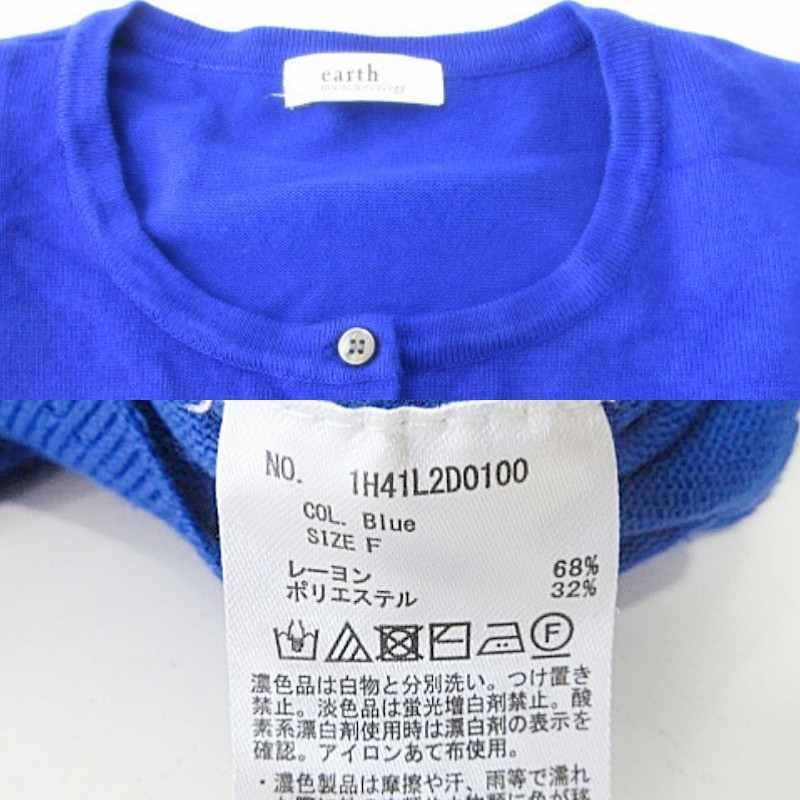 earth
NO. 1H41L2D0100
COL. Blue
SIZE F
レーヨン 68%
ポリエステル 32%
F
濃色品は白物と分別洗い。つけ置き
禁止。淡色品は蛍光増白剤禁止。酸
素系漂白剤使用時は漂白剤の表示を
確認。アイロンあて布使用。
・濃色製品は摩擦や汗、雨等で濡れ